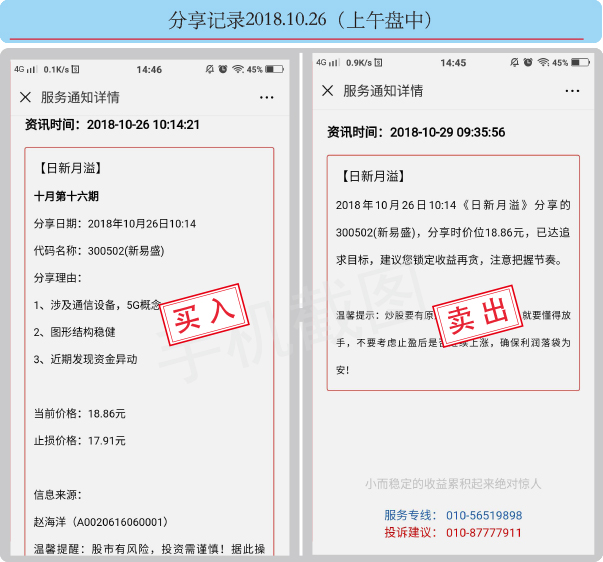 分享记录2018.10.26（上午盘中）
4G 0.1K/s 14:46 45%
服务通知详情
资讯时间：2018-10-26 10:14:21
【日新月溢】
十月第十六期
分享日期：2018年10月26日10:14
代码名称：300502(新易盛)
分享理由：
1、涉及通信设备，5G概念
2、图形结构稳健
3、近期发现资金异动
买入
当前价格：18.86元
止损价格：17.91元
信息来源：
赵海洋（A0020616060001）
温馨提醒：股市有风险，投资需谨慎！据此操
4G 0.9K/s 14:45 45%
服务通知详情
资讯时间：2018-10-29 09:35:56
【日新月溢】
2018年10月26日10:14《日新月溢》分享的
300502(新易盛)，分享时价位18.86元，已达追
求目标，建议您锁定收益再贪，注意把握节奏。
温馨提示：炒股要有原 就要懂得放
手，不要考虑止盈后是否 续上涨，确保利润落袋为
安！
卖出
小而稳定的收益累积起来绝对惊人
服务专线： 010-56519898
投诉建议： 010-87777911
手机截图